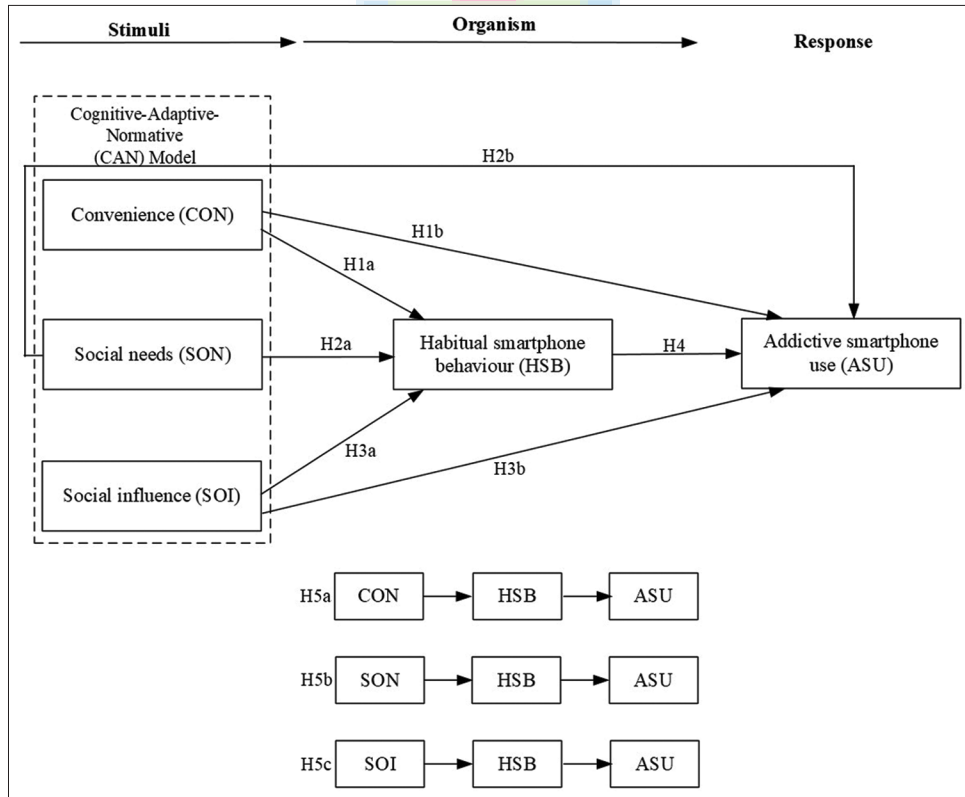 Stimuli
Organism
Response
Cognitive-Adaptive-
Normative
(CAN) Model
H2b
Convenience (CON)
H1b
H1a
Social needs (SON)
H2a
Habitual smartphone
behaviour (HSB)
H4
Addictive smartphone
use (ASU)
H3a
H3b
Social influence (SOI)
H5a CON HSB ASU
H5b SON HSB ASU
H5c SOI HSB ASU